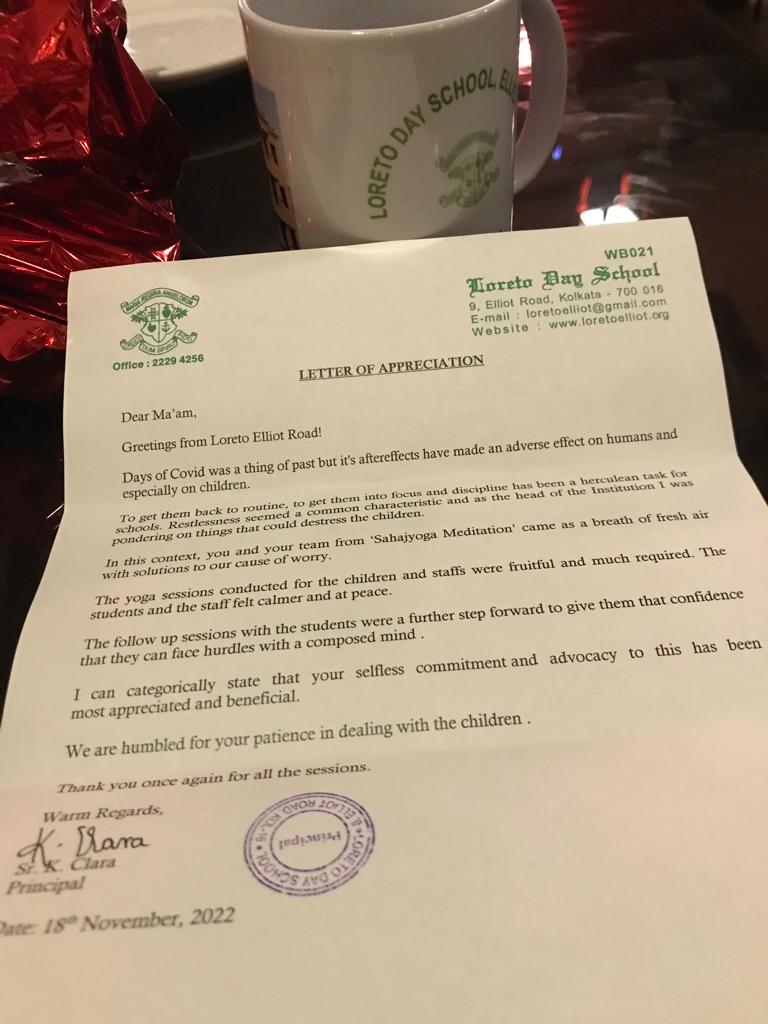 LORETO DAY SCHOOL, ELL
WB021
Loreto Day School
9, Elliot Road, Kolkata - 700 016
E-mail : loretoelliot@gmail.com
Website : www.loretoelliot.org
MARIA REGINA ANGELORUM
Office : 2229 4256
LETTER OF APPRECIATION
Dear Ma'am,
Greetings from Loreto Elliot Road!
Days of Covid was a thing of past but it's aftereffects have made an adverse effect on humans and
especially on children.
To get them back to routine, to get them into focus and discipline has been a herculean task for
schools. Restlessness seemed a common characteristic and as the head of the Institution I was
pondering on things that could destress the children.
In this context, you and your team from 'Sahajyoga Meditation' came as a breath of fresh air
with solutions to our cause of worry.
The yoga sessions conducted for the children and staffs were fruitful and much required. The
students and the staff felt calmer and at peace.
The follow up sessions with the students were a further step forward to give them that confidence
that they can face hurdles with a composed mind .
I can categorically state that your selfless commitment and advocacy to this has been
most appreciated and beneficial.
We are humbled for your patience in dealing with the children .
Thank you once again for all the sessions.
Warm Regards,
K. Clara
Sr. K. Clara
Principal
LORETO DAY SCHOOL ★ ELLIOT ROAD KOL-16 ★
Principal
Date: 18th November, 2022